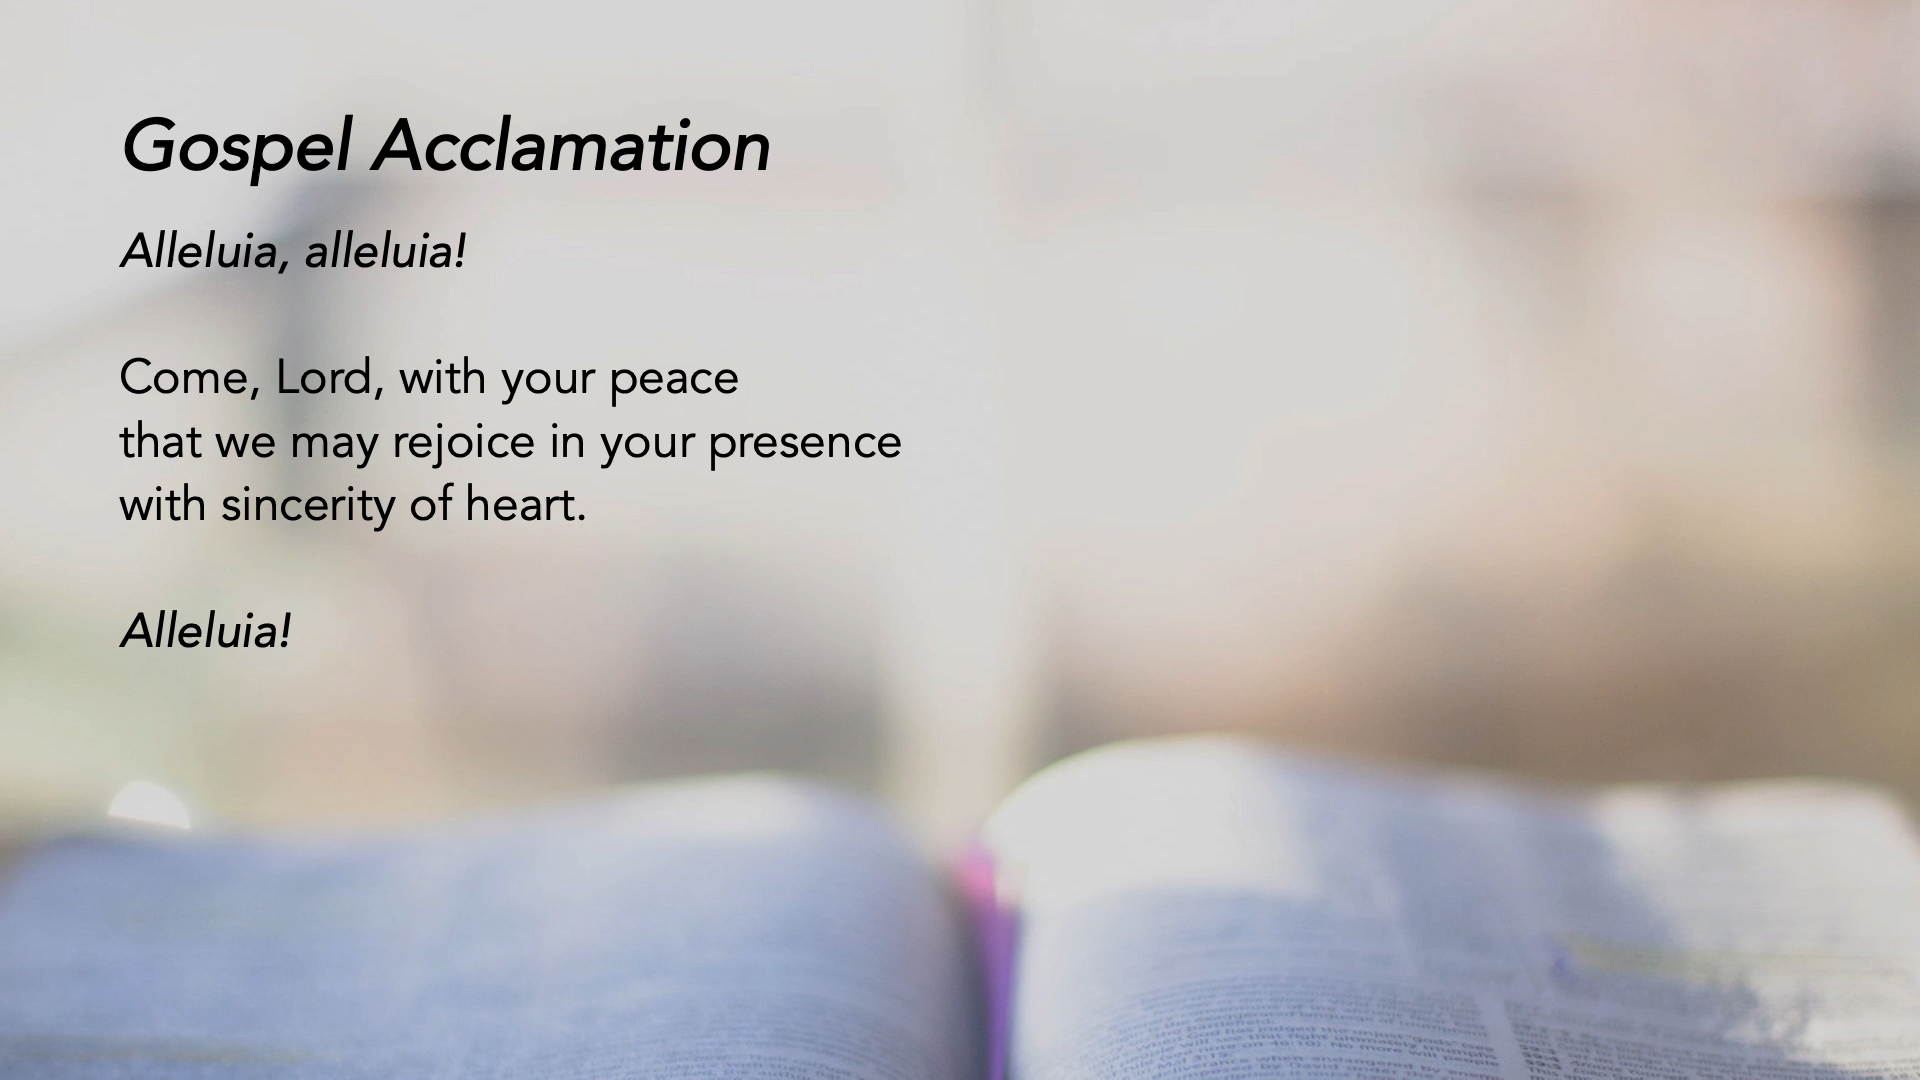 Gospel Acclamation
Alleluia, alleluia!
Come, Lord, with your peace
that we may rejoice in your presence
with sincerity of heart.
Alleluia!